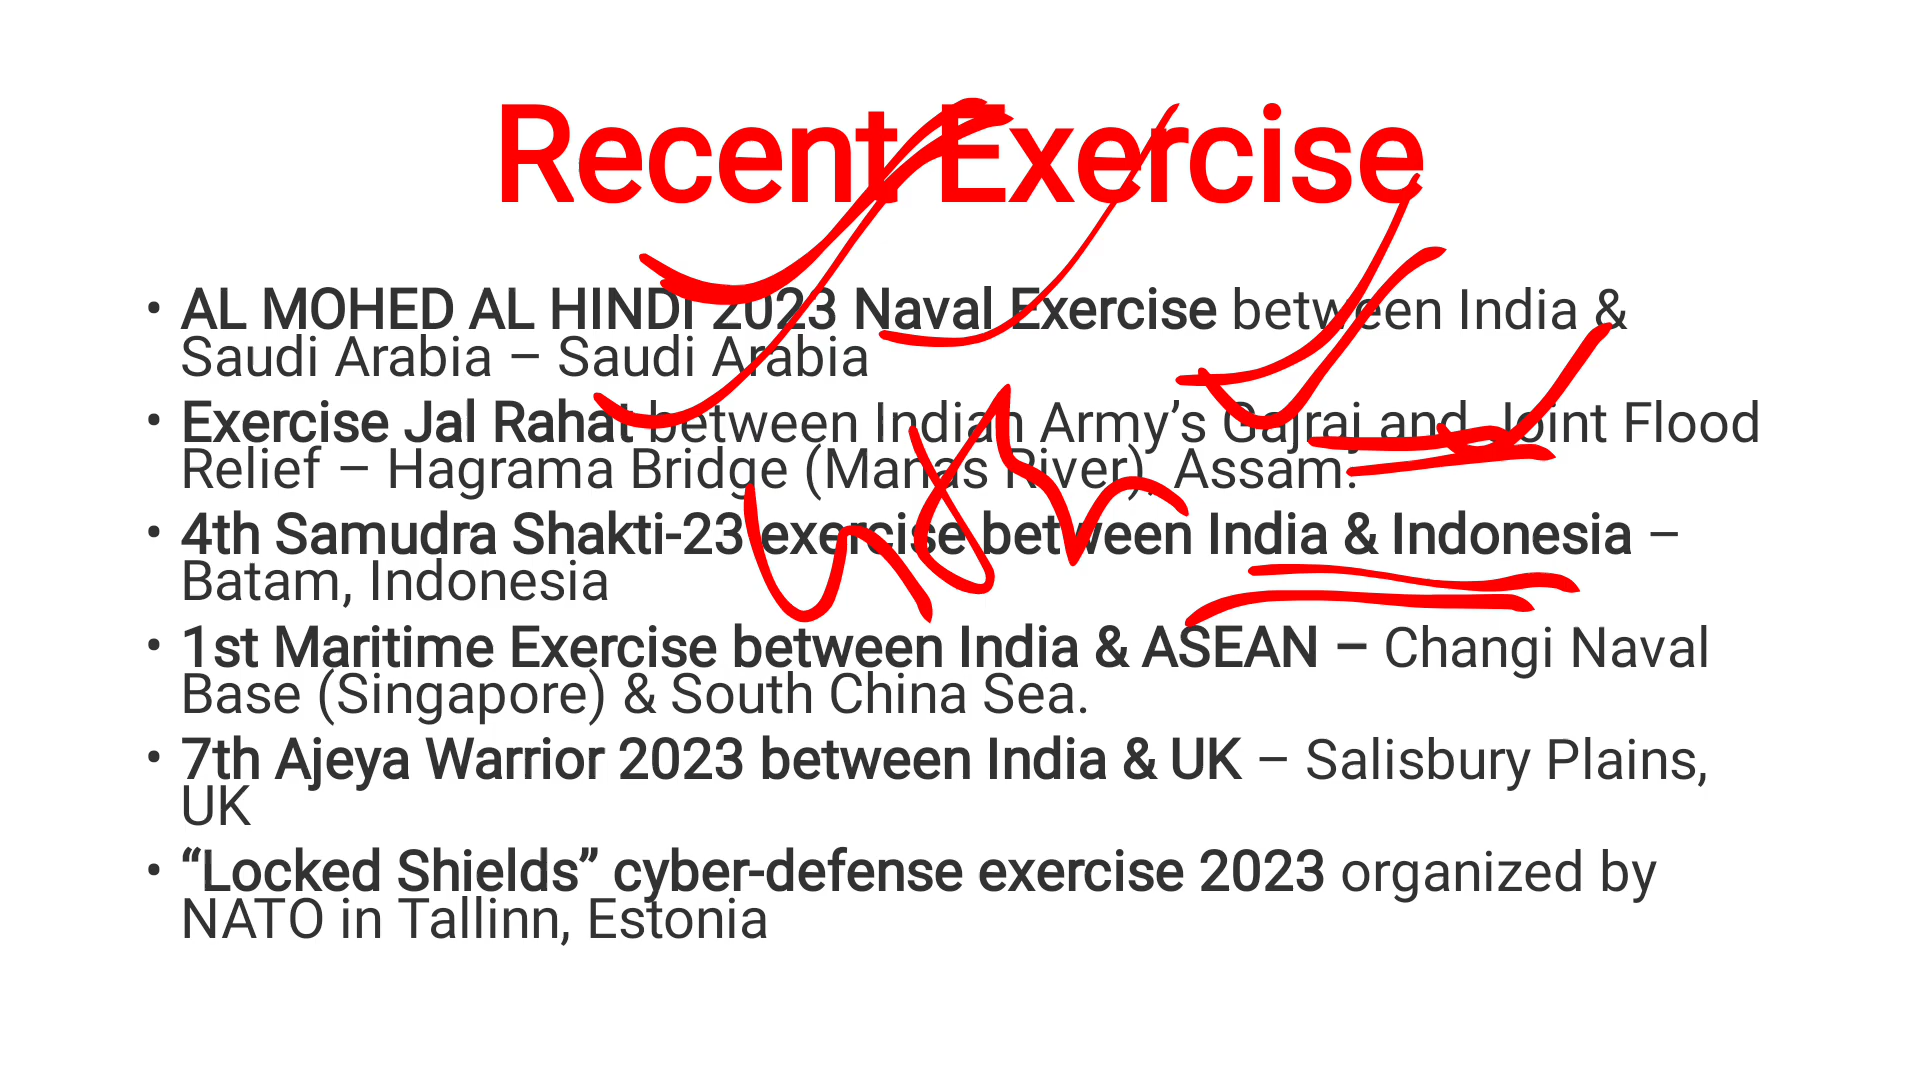 Recent Exercise
• AL MOHED AL HINDI 2023 Naval Exercise between India &
Saudi Arabia – Saudi Arabia
• Exercise Jal Rahat between Indian Army’s Gajraj and Joint Flood
Relief – Hagrama Bridge (Manas River), Assam.
• 4th Samudra Shakti-23 exercise between India & Indonesia –
Batam, Indonesia
• 1st Maritime Exercise between India & ASEAN – Changi Naval
Base (Singapore) & South China Sea.
• 7th Ajeya Warrior 2023 between India & UK – Salisbury Plains,
UK
• “Locked Shields” cyber-defense exercise 2023 organized by
NATO in Tallinn, Estonia